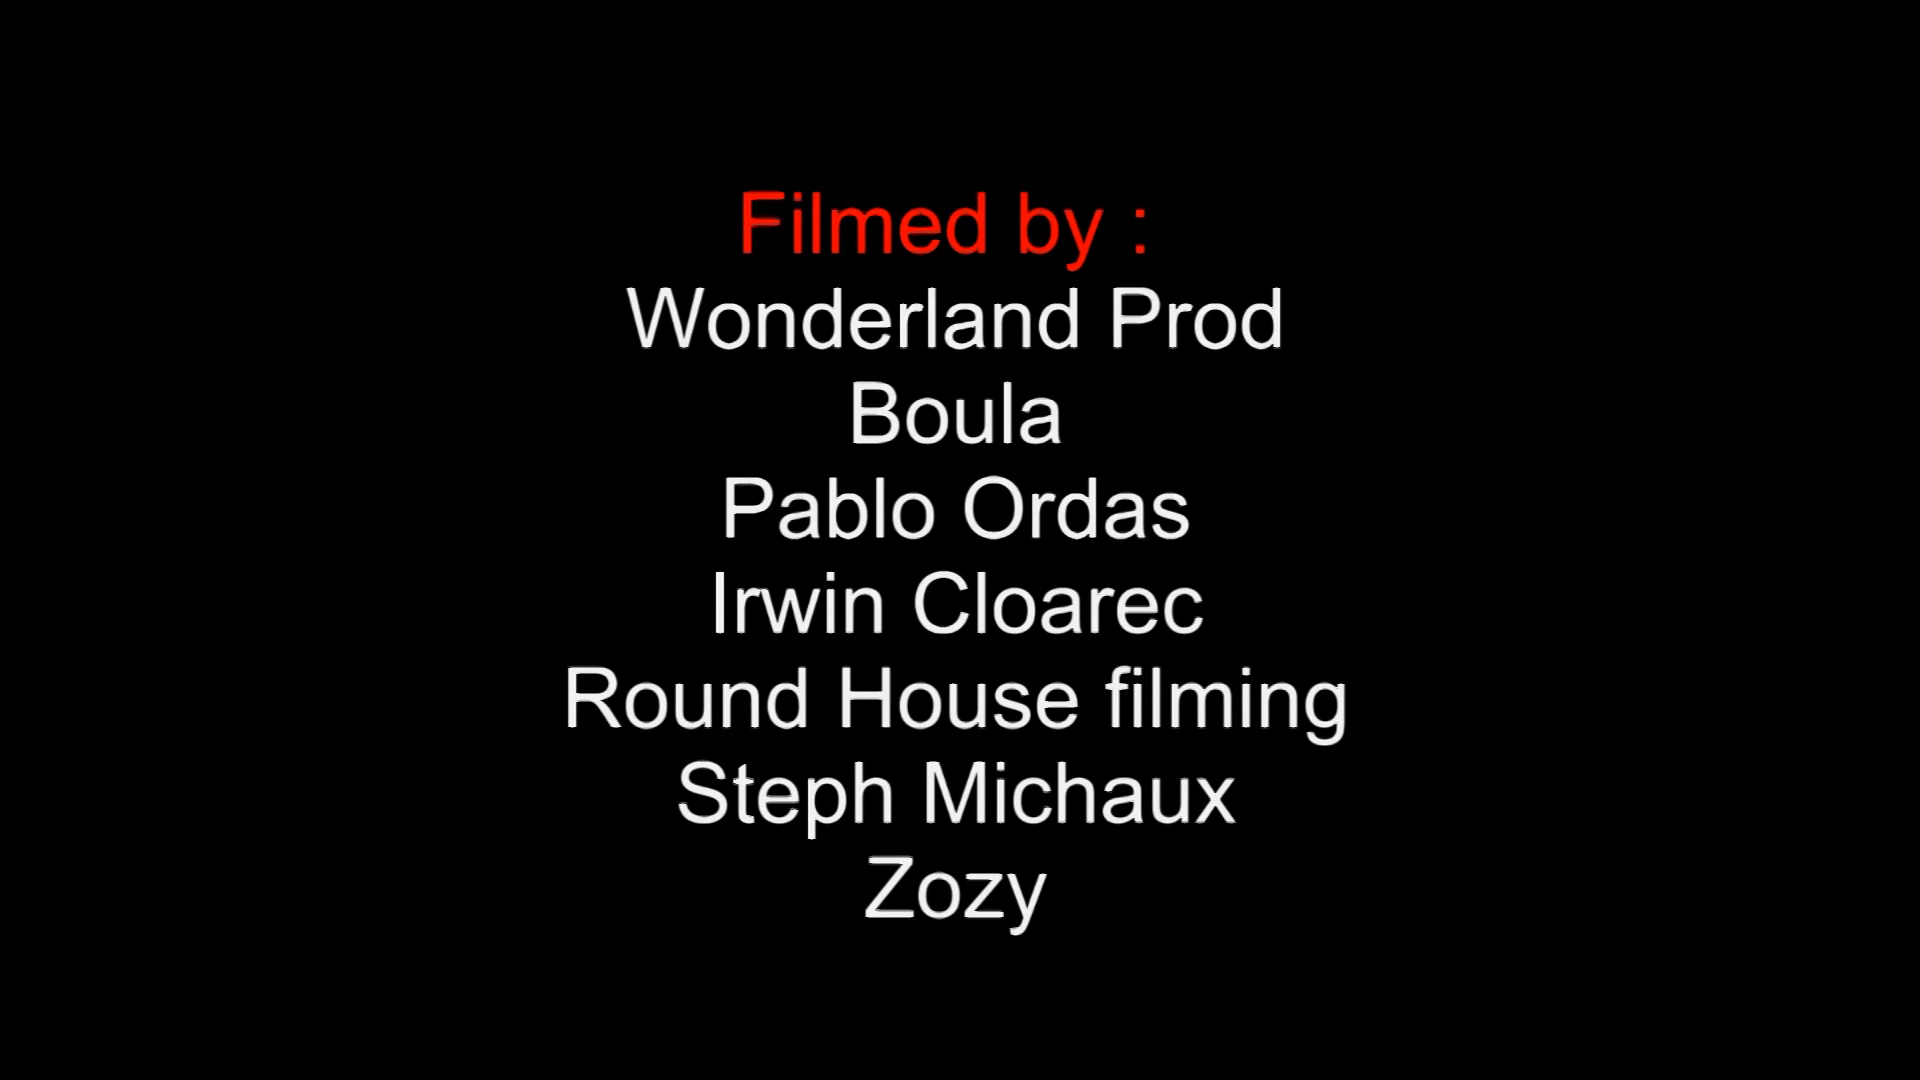 Filmed by :
Wonderland Prod
Boula
Pablo Ordas
Irwin Cloarec
Round House filming
Steph Michaux
Zozy